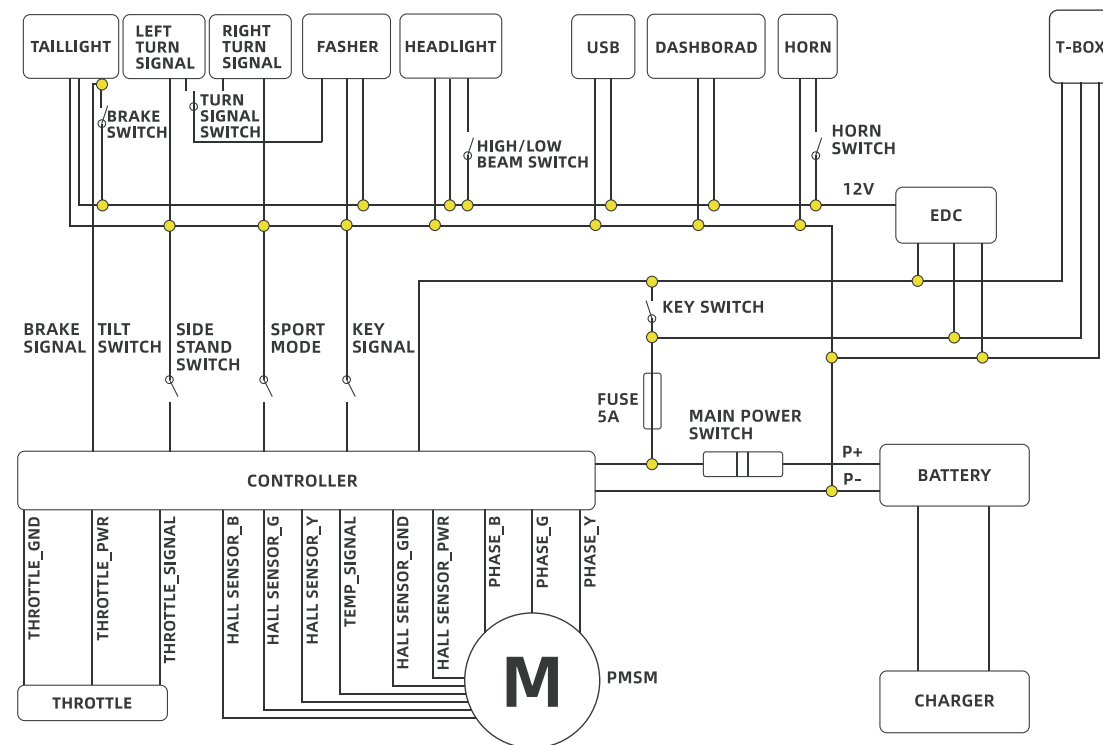 TAILLIGHT
LEFT
TURN
SIGNAL
RIGHT
TURN
SIGNAL
FASHER
HEADLIGHT
USB
DASHBORAD
HORN
T-BOX
BRAKE
SWITCH
TURN
SIGNAL
SWITCH
HIGH/LOW
BEAM SWITCH
HORN
SWITCH
12V
EDC
KEY SWITCH
BRAKE
SIGNAL
TILT
SWITCH
SIDE
STAND
SWITCH
SPORT
MODE
KEY
SIGNAL
FUSE
5A
MAIN POWER
SWITCH
P+
P-
BATTERY
CONTROLLER
THROTTLE_GND
THROTTLE_PWR
THROTTLE_SIGNAL
HALL SENSOR_B
HALL SENSOR_G
HALL SENSOR_Y
TEMP_SIGNAL
HALL SENSOR_GND
HALL SENSOR_PWR
PHASE_B
PHASE_G
PHASE_Y
M
PMSM
THROTTLE
CHARGER